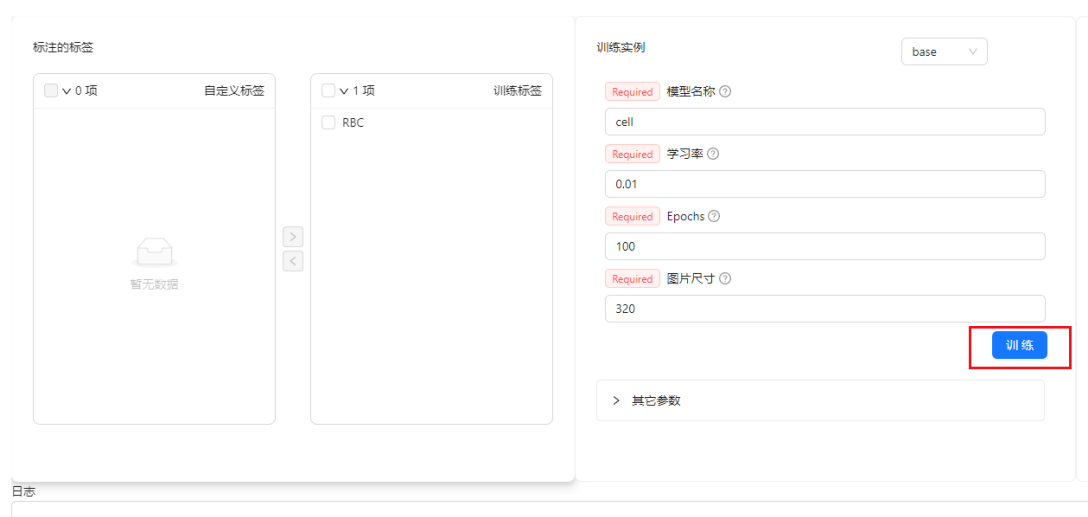 标注的标签
0 项 自定义标签
暂无数据
1 项 训练标签
RBC
训练实例
base
Required 模型名称
cell
Required 学习率
0.01
Required Epochs
100
Required 图片尺寸
320
训 练
其它参数
日志